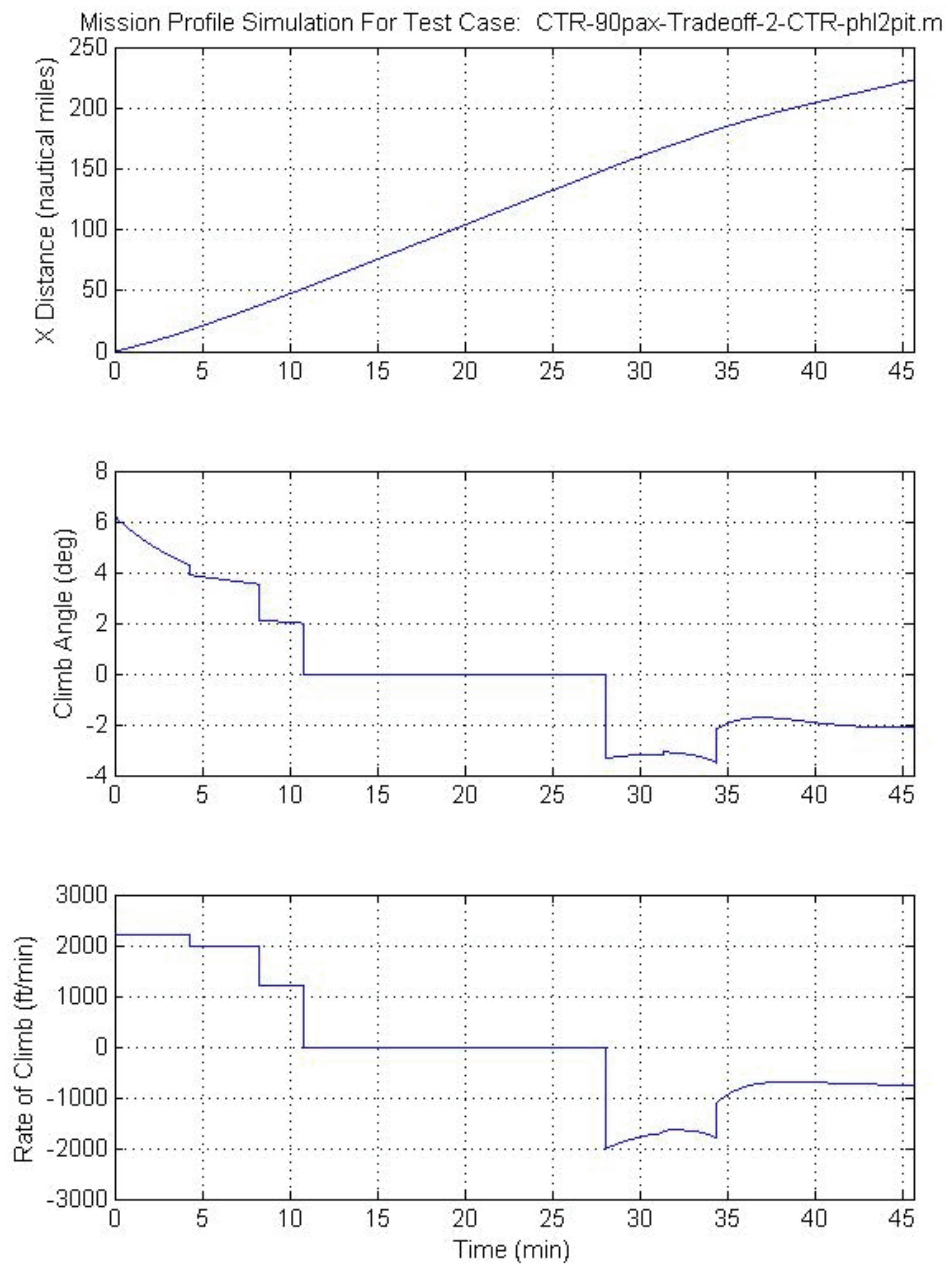 Mission Profile Simulation For Test Case: CTR-90pax-Tradeoff-2-CTR-phl2pit.m
250
200
150
100
50
0
X Distance (nautical miles)
0 5 10 15 20 25 30 35 40 45
8
6
4
2
0
-2
-4
Climb Angle (deg)
0 5 10 15 20 25 30 35 40 45
3000
2000
1000
0
-1000
-2000
-3000
Rate of Climb (ft/min)
0 5 10 15 20 25 30 35 40 45
Time (min)